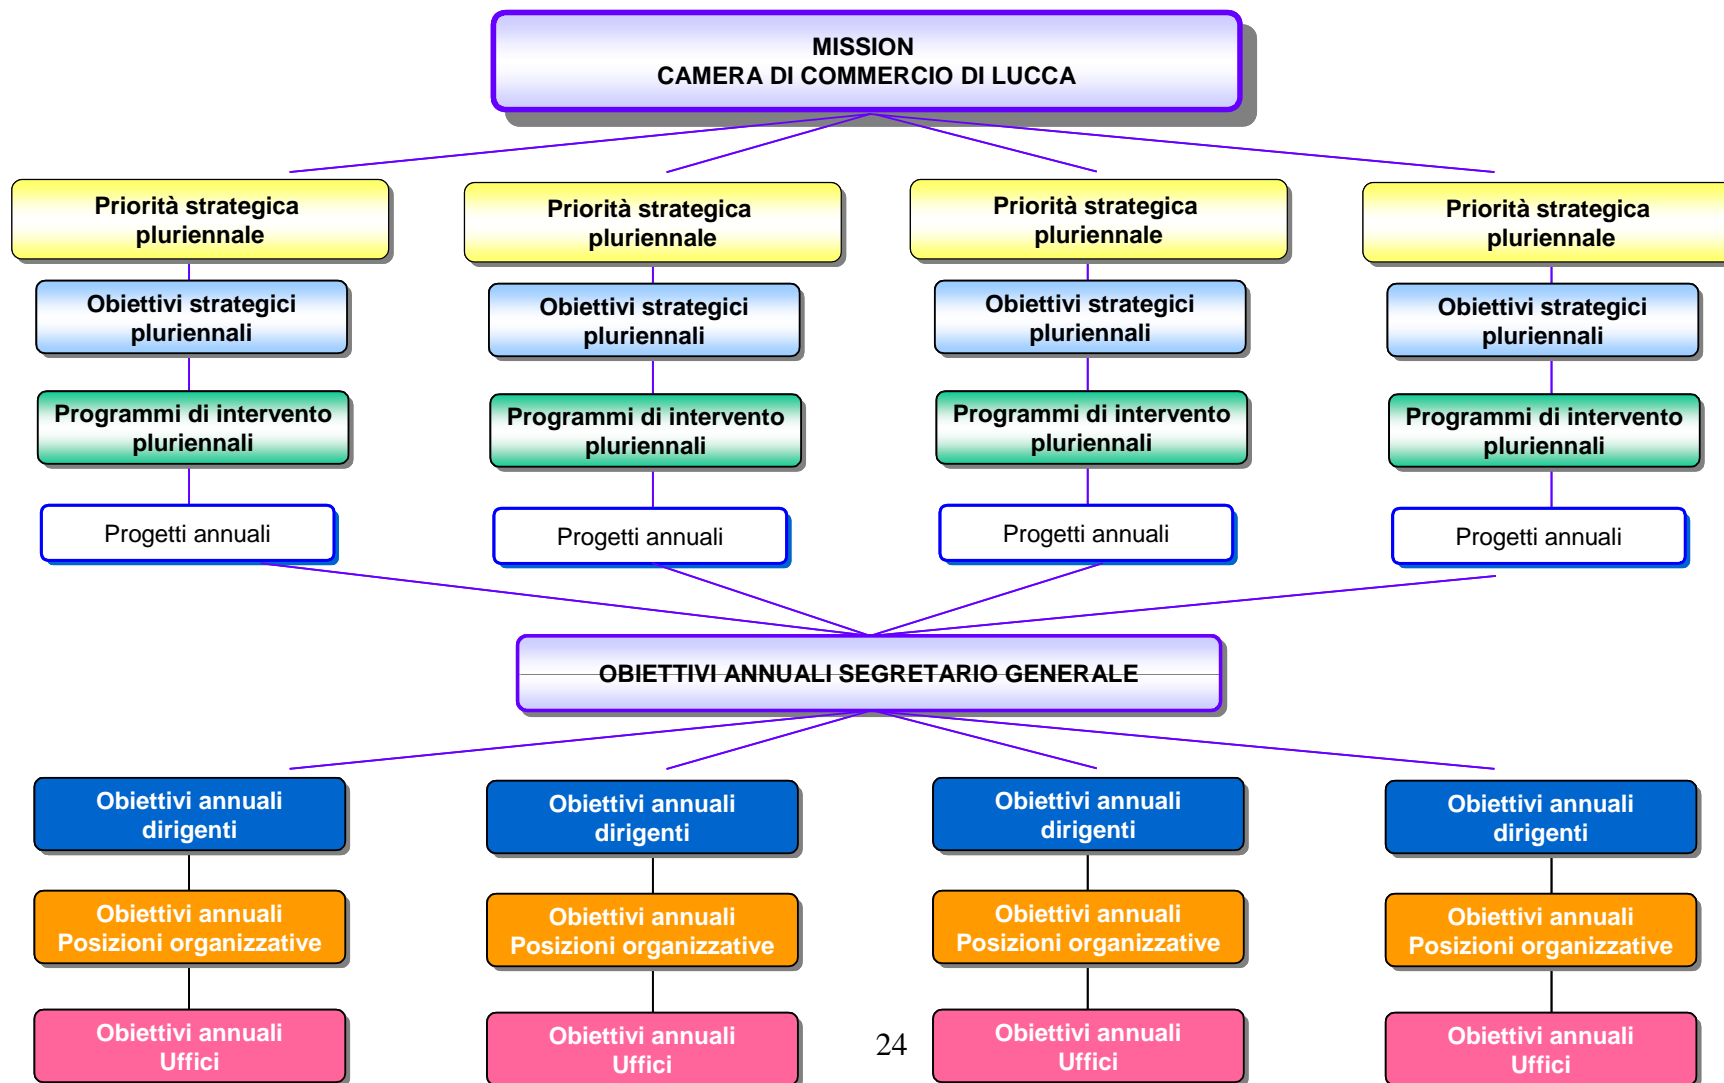 MISSION
CAMERA DI COMMERCIO DI LUCCA
Priorità strategica
pluriennale
Priorità strategica
pluriennale
Priorità strategica
pluriennale
Priorità strategica
pluriennale
Obiettivi strategici
pluriennali
Obiettivi strategici
pluriennali
Obiettivi strategici
pluriennali
Obiettivi strategici
pluriennali
Programmi di intervento
pluriennali
Programmi di intervento
pluriennali
Programmi di intervento
pluriennali
Programmi di intervento
pluriennali
Progetti annuali
Progetti annuali
Progetti annuali
Progetti annuali
OBIETTIVI ANNUALI SEGRETARIO GENERALE
Obiettivi annuali
dirigenti
Obiettivi annuali
dirigenti
Obiettivi annuali
dirigenti
Obiettivi annuali
dirigenti
Obiettivi annuali
Posizioni organizzative
Obiettivi annuali
Posizioni organizzative
Obiettivi annuali
Posizioni organizzative
Obiettivi annuali
Posizioni organizzative
Obiettivi annuali
Uffici
Obiettivi annuali
Uffici
Obiettivi annuali
Uffici
Obiettivi annuali
Uffici
24